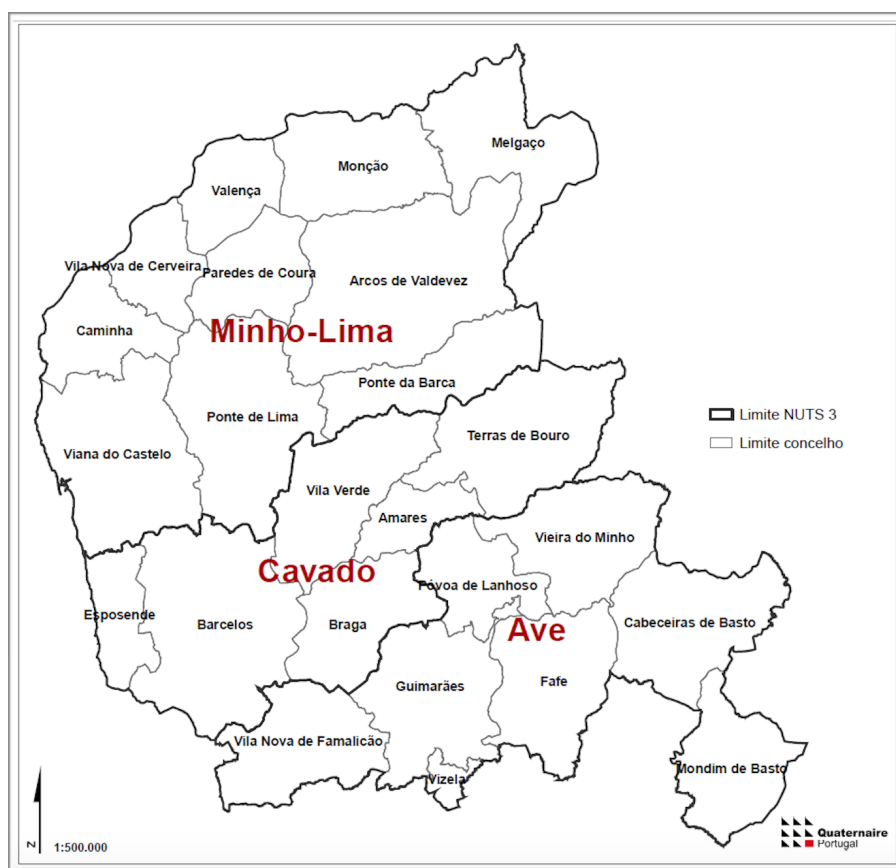 Melgaço
Monção
Valença
Vila Nova de Cerveira
Paredes de Coura
Arcos de Valdevez
Caminha
Minho-Lima
Ponte da Barca
Ponte de Lima
Limite NUTS 3
Terras de Bouro
Limite concelho
Viana do Castelo
Vila Verde
Amares
Vieira do Minho
Cavado
Póvoa de Lanhoso
Esposende
Barcelos
Braga
Ave
Cabeceiras de Basto
Guimarães
Fafe
Vila Nova de Famalicão
Vizela
Mondim de Basto
Quaternaire
Portugal
N
1:500.000